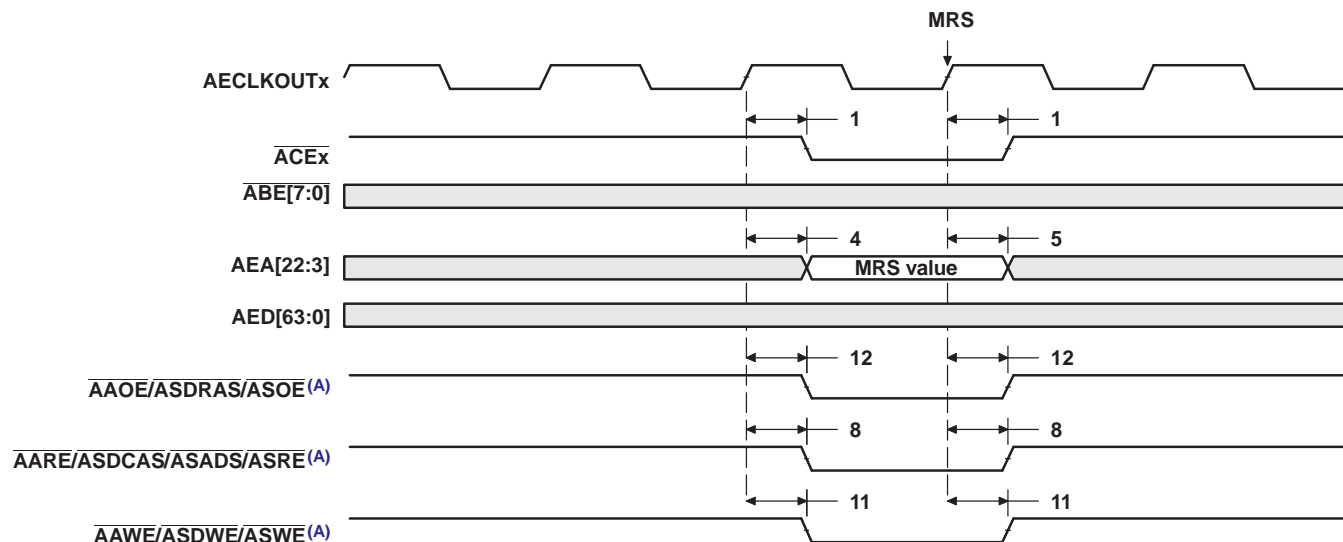 MRS
AECLKOUTx
1 1
ACEx
ABE[7:0]
4 5
AEA[22:3] MRS value
AED[63:0]
12 12
AAOE/ASDRAS/ASOE(A)
8 8
AARE/ASDCAS/ASADS/ASRE(A)
11 11
AAWE/ASDWE/ASWE(A)